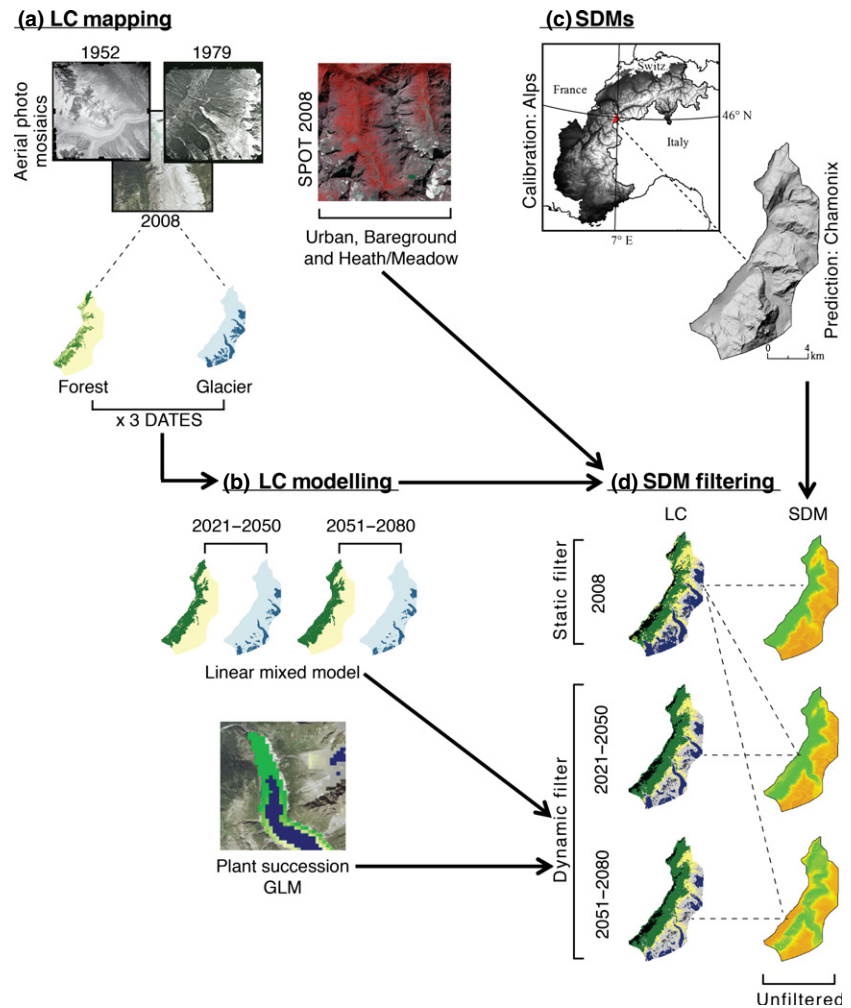 (a) LC mapping
1952
1979
Aerial photo
mosiaics
2008
SPOT 2008
Urban, Bareground
and Heath/Meadow
Forest
Glacier
x 3 DATES
(c) SDMs
Calibration: Alps
Switz.
France
Italy
46° N
7° E
Prediction: Chamonix
0 4
km
(b) LC modelling
2021–2050
2051–2080
Linear mixed model
Plant succession
GLM
(d) SDM filtering
LC
SDM
Static filter
2008
Dynamic filter
2021–2050
2051–2080
Unfiltered